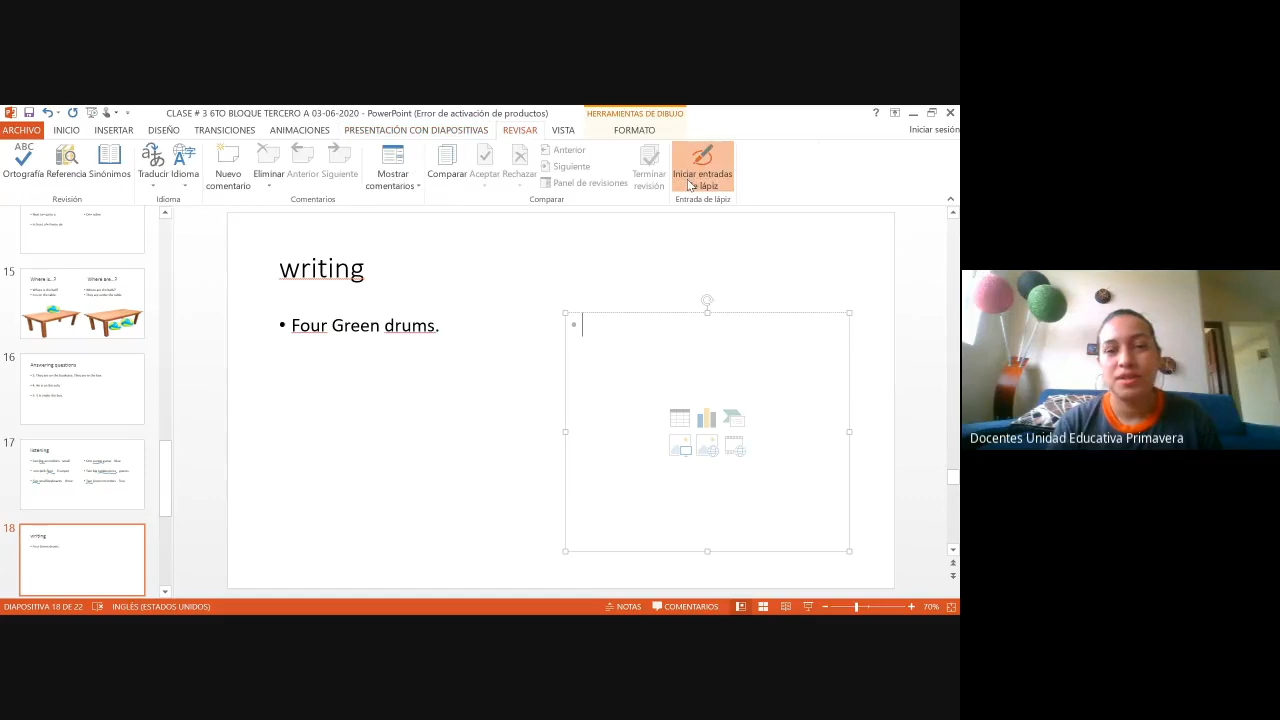 CLASE # 3 6TO BLOQUE TERCERO A 03-06-2020 - PowerPoint (Error de activación de productos)
HERRAMIENTAS DE DIBUJO
?
ARCHIVO INICIO INSERTAR DISEÑO TRANSICIONES ANIMACIONES PRESENTACIÓN CON DIAPOSITIVAS REVISAR VISTA FORMATO
Iniciar sesión
ABC
Ortografía
Referencia
Sinónimos
Revisión
Traducir
Idioma
Idioma
Nuevo
comentario
Eliminar
Anterior
Siguiente
Mostrar
comentarios
Comentarios
Comparar
Aceptar
Rechazar
Anterior
Siguiente
Panel de revisiones
Terminar
revisión
Comparar
Iniciar entradas
de lápiz
Entrada de lápiz
15
Where is...? Where are...?
16
Answering questions
17
listening
18
writing
• Four Green drums.
writing
• Four Green drums.
Docentes Unidad Educativa Primavera
DIAPOSITIVA 18 DE 22
INGLÉS (ESTADOS UNIDOS)
NOTAS
COMENTARIOS
70%